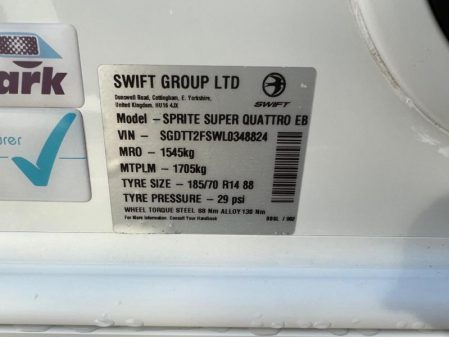 ark
arer
SWIFT GROUP LTD
Dunswell Road, Cottingham, E. Yorkshire,
United Kingdom. HU16 4JX
SWIFT
Model - SPRITE SUPER QUATTRO EB
VIN - SGDTT2FSWL0348824
MRO - 1545kg
MTPLM - 1705kg
TYRE SIZE - 185/70 R14 88
TYRE PRESSURE - 29 psi
WHEEL TORQUE STEEL 88 Nm ALLOY 130 Nm
For More Information Consult Your Handbook